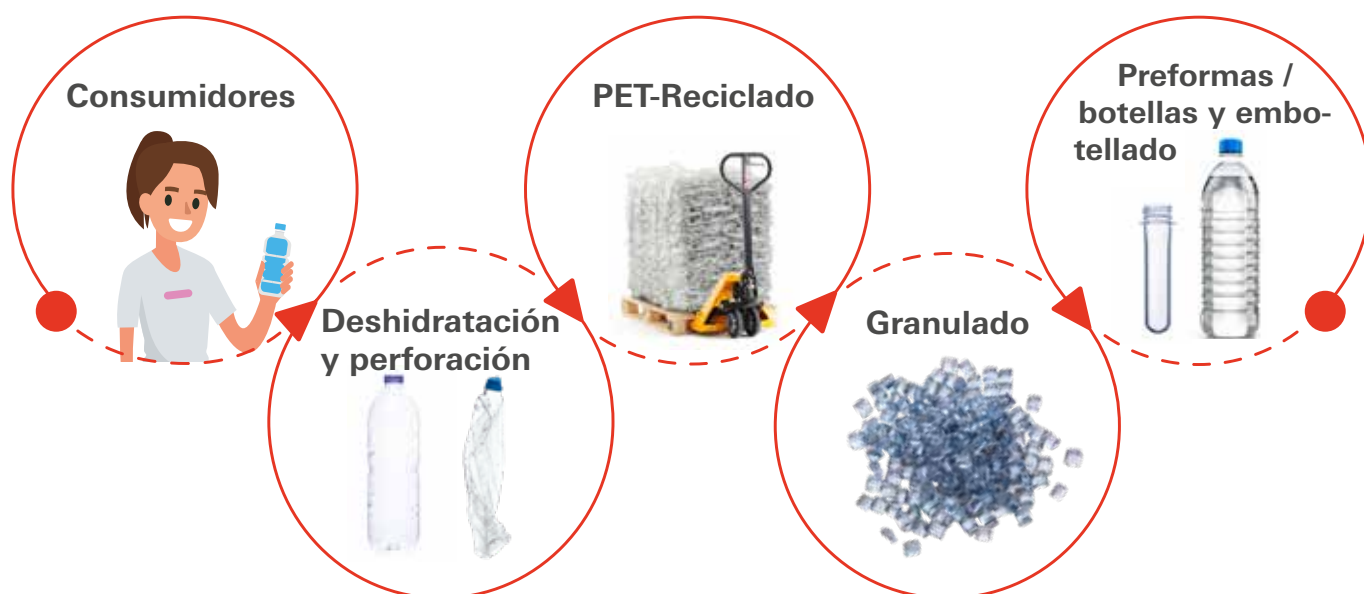 Consumidores
Deshidratación
y perforación
PET-Reciclado
Granulado
Preformas /
botellas y embo-
tellado